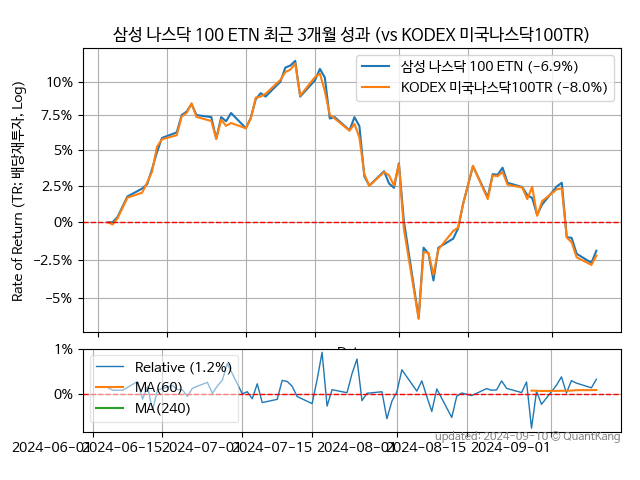 삼성 나스닥 100 ETN 최근 3개월 성과 (vs KODEX 미국나스닥100TR)
Rate of Return (TR: 배당재투자, Log)
10%
7.5%
5%
2.5%
0%
−2.5%
−5%
삼성 나스닥 100 ETN (−6.9%)
KODEX 미국나스닥100TR (−8.0%)
1%
0%
Relative (1.2%)
MA(60)
MA(240)
updated: 2024-09-10 © QuantKang
2024-06-01
2024-06-15
2024-07-01
2024-07-15
2024-08-01
2024-08-15
2024-09-01